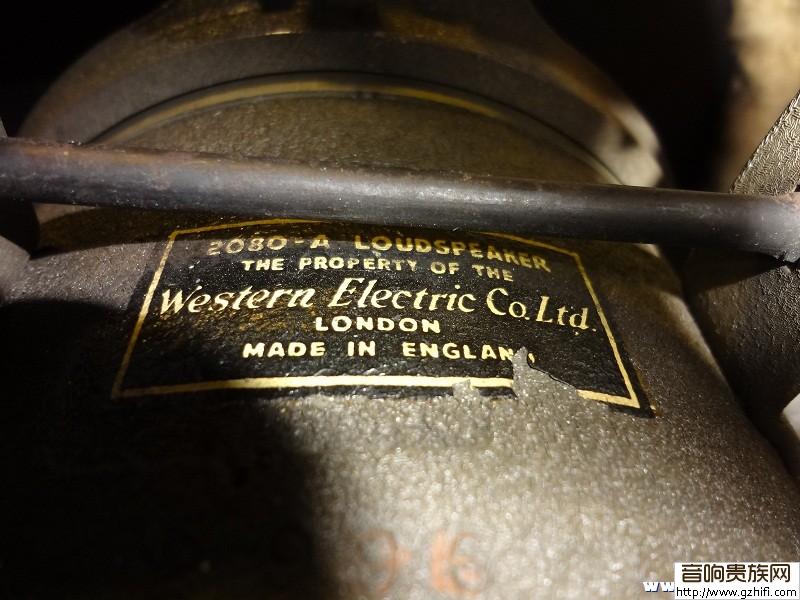 2080-A LOUDSPEAKER
THE PROPERTY OF THE
Western Electric Co. Ltd.
LONDON
MADE IN ENGLAND
音响贵族网
http://www.gzhifi.com